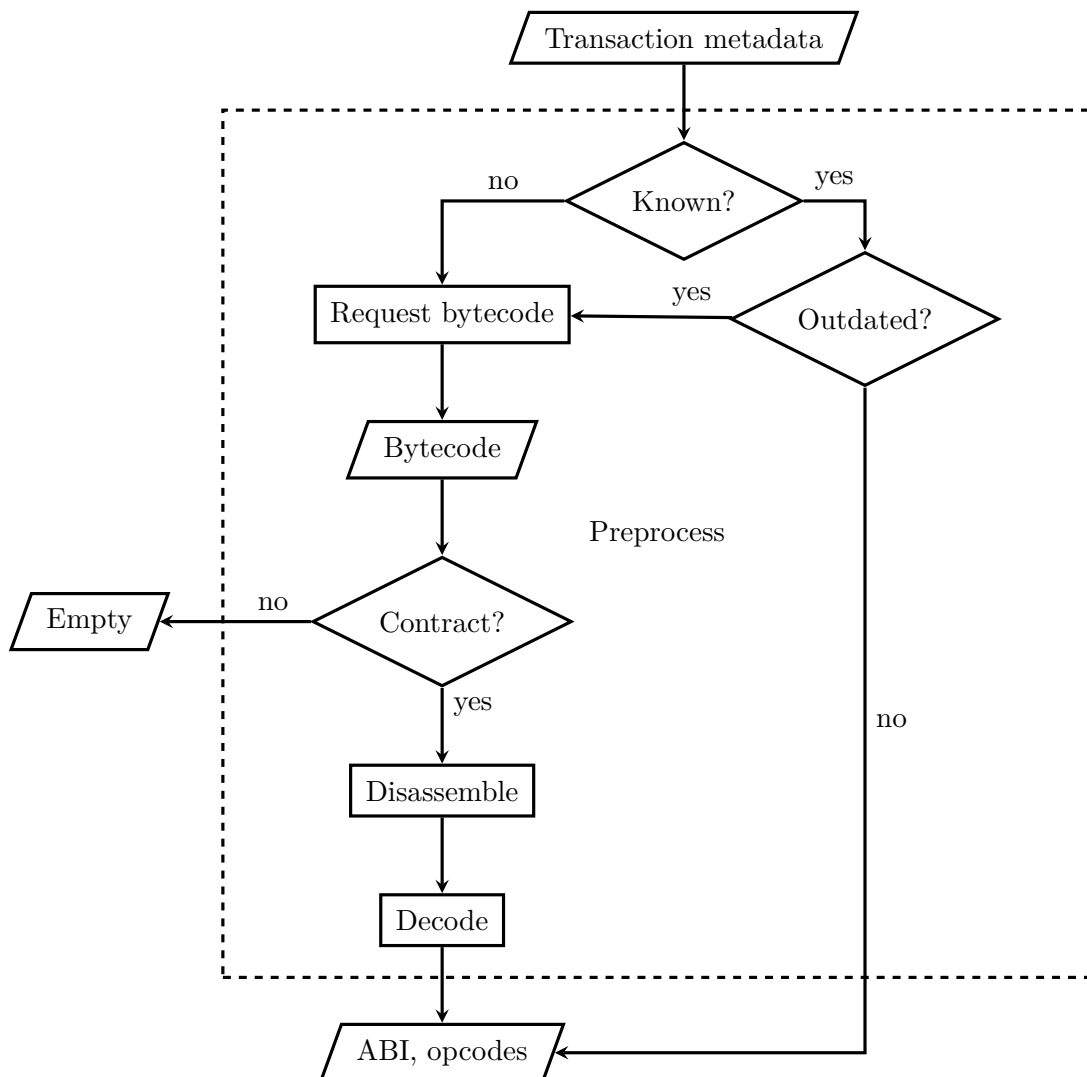 Transaction metadata
no
yes
Known?
Request bytecode
yes
Outdated?
Bytecode
Preprocess
Empty
no
Contract?
yes
no
Disassemble
Decode
ABI, opcodes